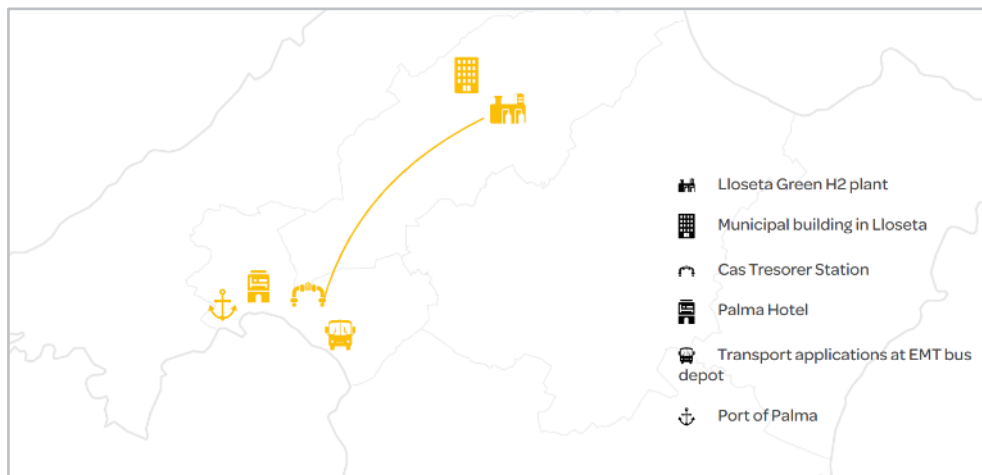 Lloseta Green H2 plant
Municipal building in Lloseta
Cas Tresorer Station
Palma Hotel
Transport applications at EMT bus
depot
Port of Palma